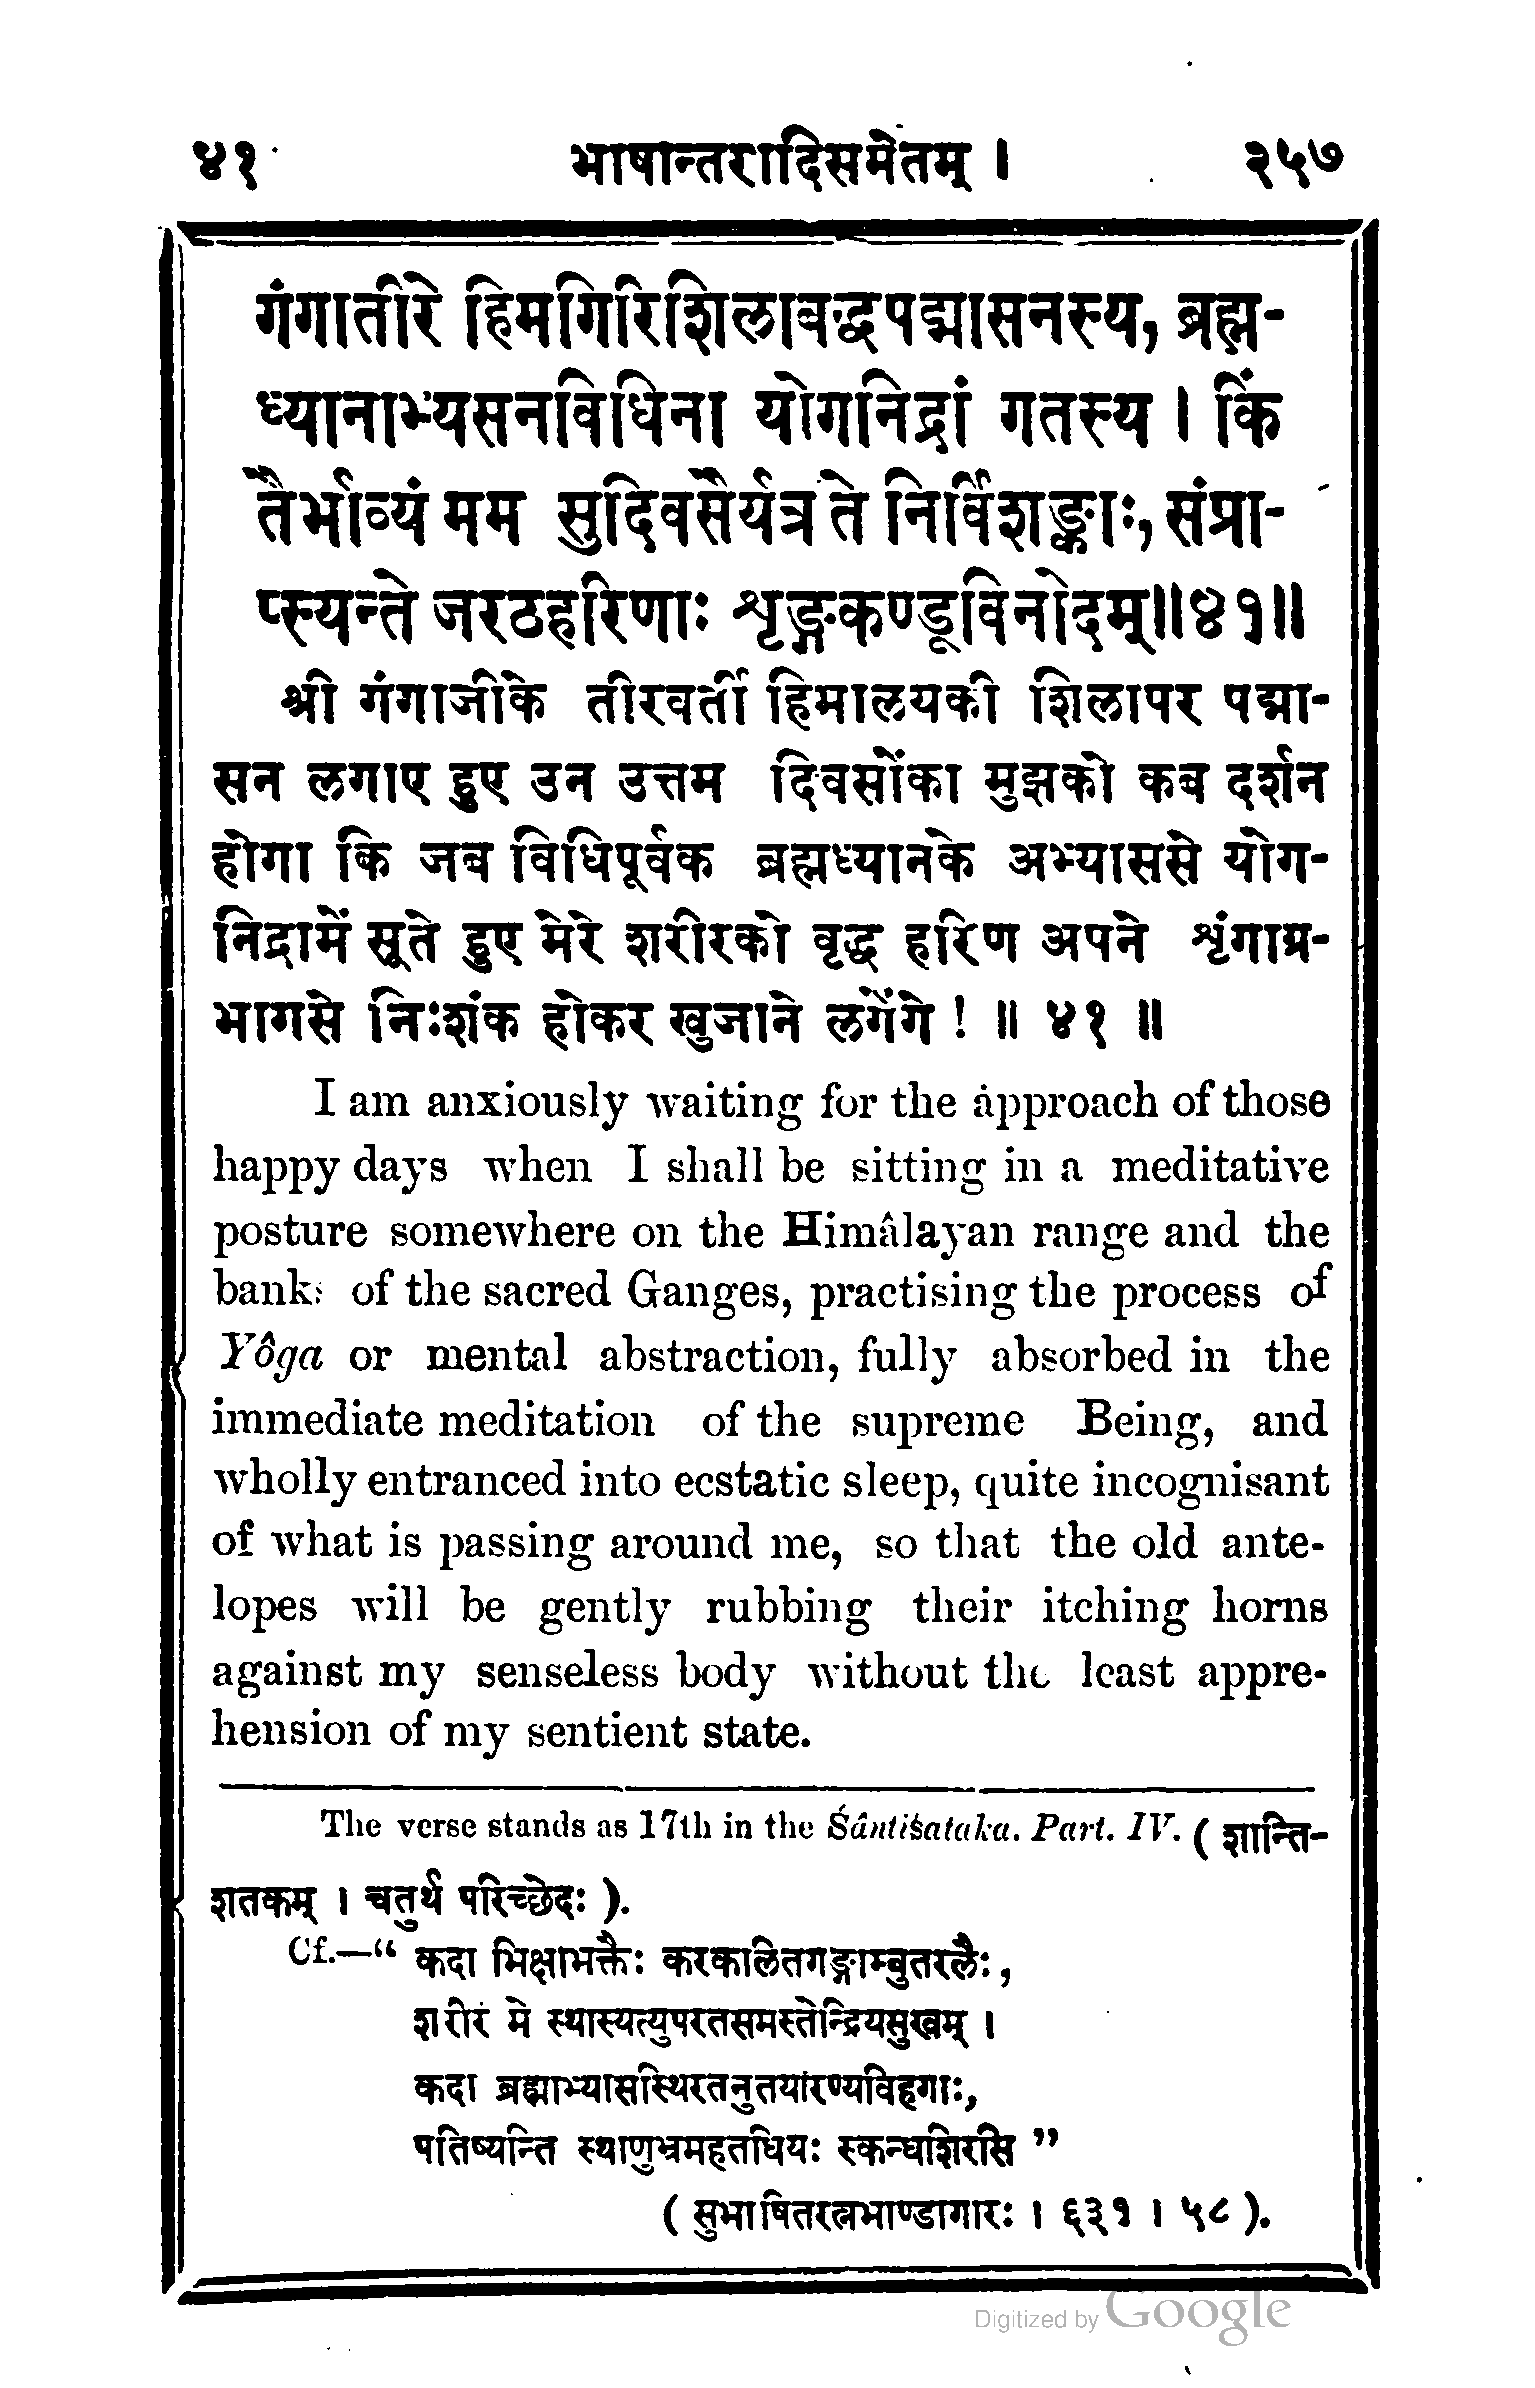 ४१ भाषान्तरादिसमेतम् । ३५७
गंगातीरे हिमगिरिशिलाबद्धपद्मासनस्य, ब्रह्म-
ध्यानाभ्यसनविधिना योगनिद्रां गतस्य । किं
तैर्भाव्यं मम सुदिवसैर्यत्र ते निर्विशङ्काः, संप्रा-
प्स्यन्ते जरठहरिणाः शृङ्गकण्डूविनोदम्॥४१॥
श्री गंगाजीके तीरवर्ती हिमालयकी शिलापर पद्मा-
सन लगाए हुए उन उत्तम दिवसोंका मुझको कब दर्शन
होगा कि जब विधिपूर्वक ब्रह्मध्यानके अभ्याससे योग-
निद्रामें सूते हुए मेरे शरीरको वृद्ध हरिण अपने शृंगाग्र-
भागसे निःशंक होकर खुजाने लगेंगे ! ॥ ४१ ॥
I am anxiously waiting for the approach of those
happy days when I shall be sitting in a meditative
posture somewhere on the Himâlayan range and the
banks of the sacred Ganges, practising the process of
Yôga or mental abstraction, fully absorbed in the
immediate meditation of the supreme Being, and
wholly entranced into ecstatic sleep, quite incognisant
of what is passing around me, so that the old ante-
lopes will be gently rubbing their itching horns
against my senseless body without the least appre-
hension of my sentient state.
The verse stands as 17th in the Śântiśataka. Part. IV. ( शान्ति-
शतकम् । चतुर्थ परिच्छेदः ).
Cf.—“ कदा भिक्षाभक्तैः करकालितगङ्गाम्बुतरलैः,
शरीरं मे स्थास्यत्युपरतसमस्तेन्द्रियसुखम् ।
कदा ब्रह्माभ्यासस्थिरतनुतयारण्यविहगाः,
पतिष्यन्ति स्थाणुभ्रमहतधियः स्कन्धशिरसि ”
( सुभाषितरत्नभाण्डागारः । ६३१ । ५८ ).
Digitized by Google